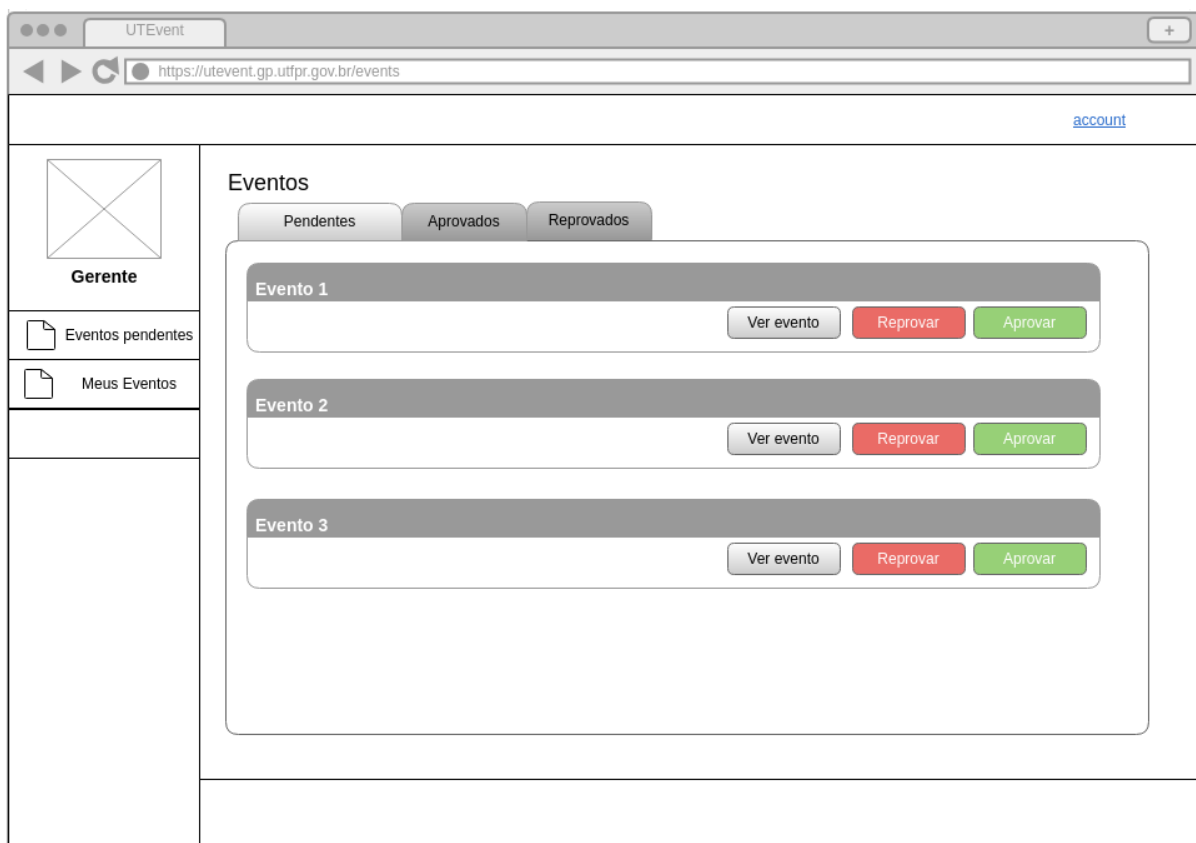 UTEvent
+
https://utevent.gp.utfpr.gov.br/events
account
Gerente
Eventos pendentes
Meus Eventos
Eventos
Pendentes Aprovados Reprovados
Evento 1
Ver evento Reprovar Aprovar
Evento 2
Ver evento Reprovar Aprovar
Evento 3
Ver evento Reprovar Aprovar